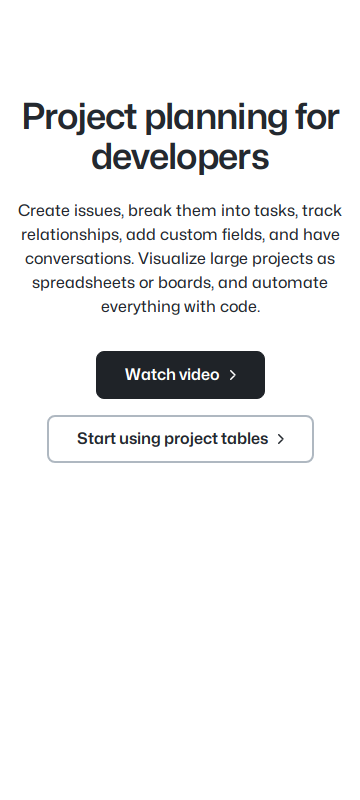 Project planning for
developers
Create issues, break them into tasks, track
relationships, add custom fields, and have
conversations. Visualize large projects as
spreadsheets or boards, and automate
everything with code.
Watch video
Start using project tables